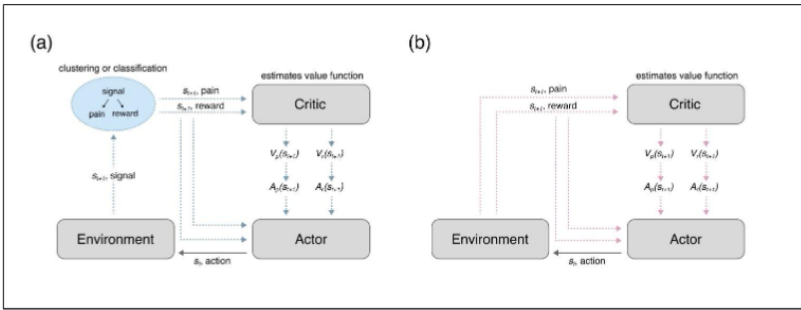 (a)
clustering or classification
signal
pain reward
s_{t+1}, pain
s_{t+1}, reward
estimates value function
Critic
V_p(s_{t+1}) V_r(s_{t+1})
A_p(s_{t+1}) A_r(s_{t+1})
s_{t+1}, signal
Environment
Actor
s_t, action
(b)
s_{t+1}, pain
s_{t+1}, reward
estimates value function
Critic
V_p(s_{t+1}) V_r(s_{t+1})
A_p(s_{t+1}) A_r(s_{t+1})
Environment
Actor
s_t, action